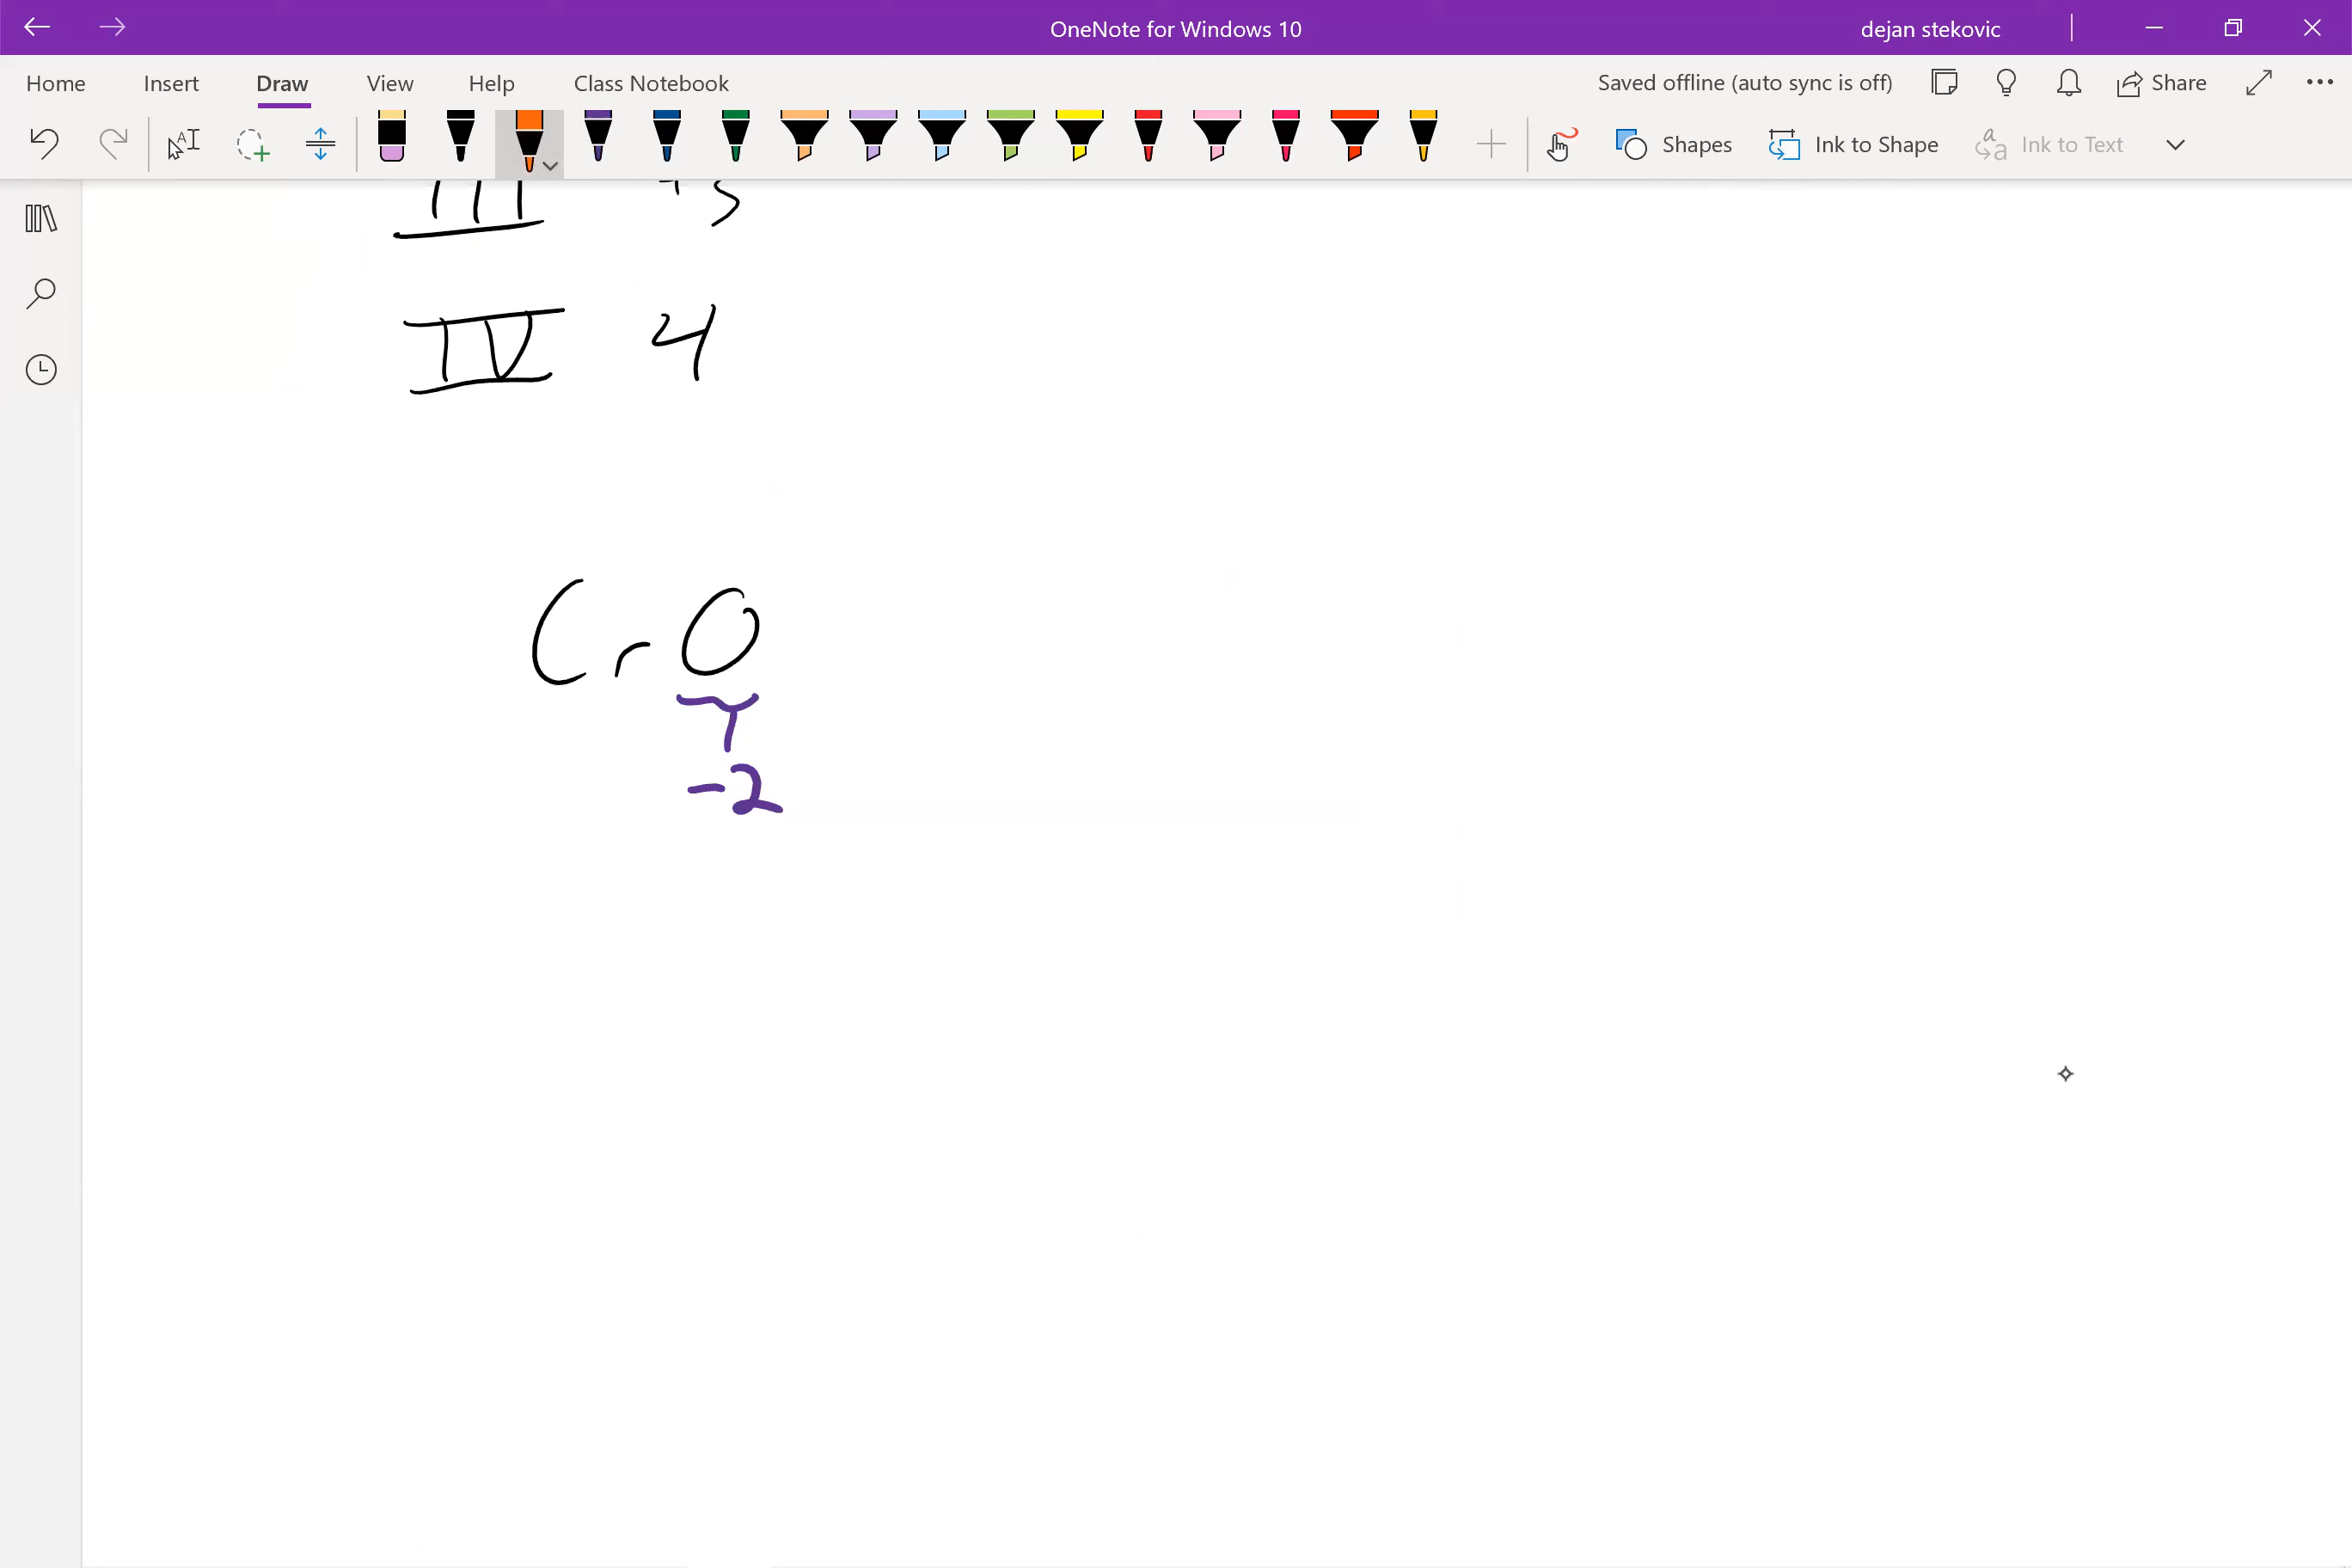 OneNote for Windows 10 dejan stekovic
Home Insert Draw View Help Class Notebook Saved offline (auto sync is off) Share
Shapes Ink to Shape Ink to Text
III
IV 4
CrO
-2